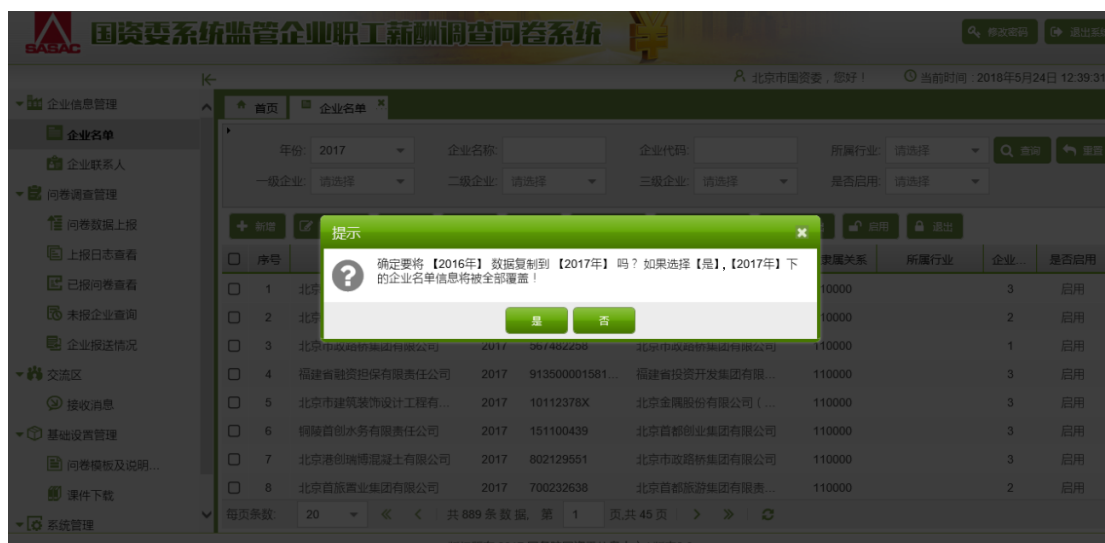 SASAC 国资委系统监管企业职工薪酬调查问卷系统 修改密码 退出系统
北京市国资委，您好！ 当前时间 : 2018年5月24日 12:39:31
企业信息管理
企业名单
企业联系人
问卷调查管理
问卷数据上报
上报日志查看
已报问卷查看
未报企业查询
企业报送情况
交流区
接收消息
基础设置管理
问卷模板及说明...
课件下载
系统管理
首页 企业名单
年份: 2017 企业名称: 企业代码: 所属行业: 请选择 查询 重置
一级企业: 请选择 二级企业: 请选择 三级企业: 请选择 是否启用: 请选择
新增 启用 退出
提示
确定要将 【2016年】 数据复制到 【2017年】 吗？如果选择【是】，【2017年】下
的企业名单信息将被全部覆盖！
是 否
序号 隶属关系 所属行业 企业... 是否启用
1 3 启用
2 2 启用
3 北京市政路桥集团有限公司 2017 567482258 北京市政路桥集团有限公司 110000 1 启用
4 福建省融资担保有限责任公司 2017 913500001581... 福建省投资开发集团有限... 110000 3 启用
5 北京市建筑装饰设计工程有... 2017 10112378X 北京金隅股份有限公司（... 110000 3 启用
6 铜陵首创水务有限责任公司 2017 151100439 北京首都创业集团有限公司 110000 3 启用
7 北京港创瑞博混凝土有限公司 2017 802129551 北京市政路桥集团有限公司 110000 3 启用
8 北京首旅置业集团有限公司 2017 700232638 北京首都旅游集团有限责... 110000 2 启用
每页条数: 20 共 889 条数据, 第 1 页,共 45 页